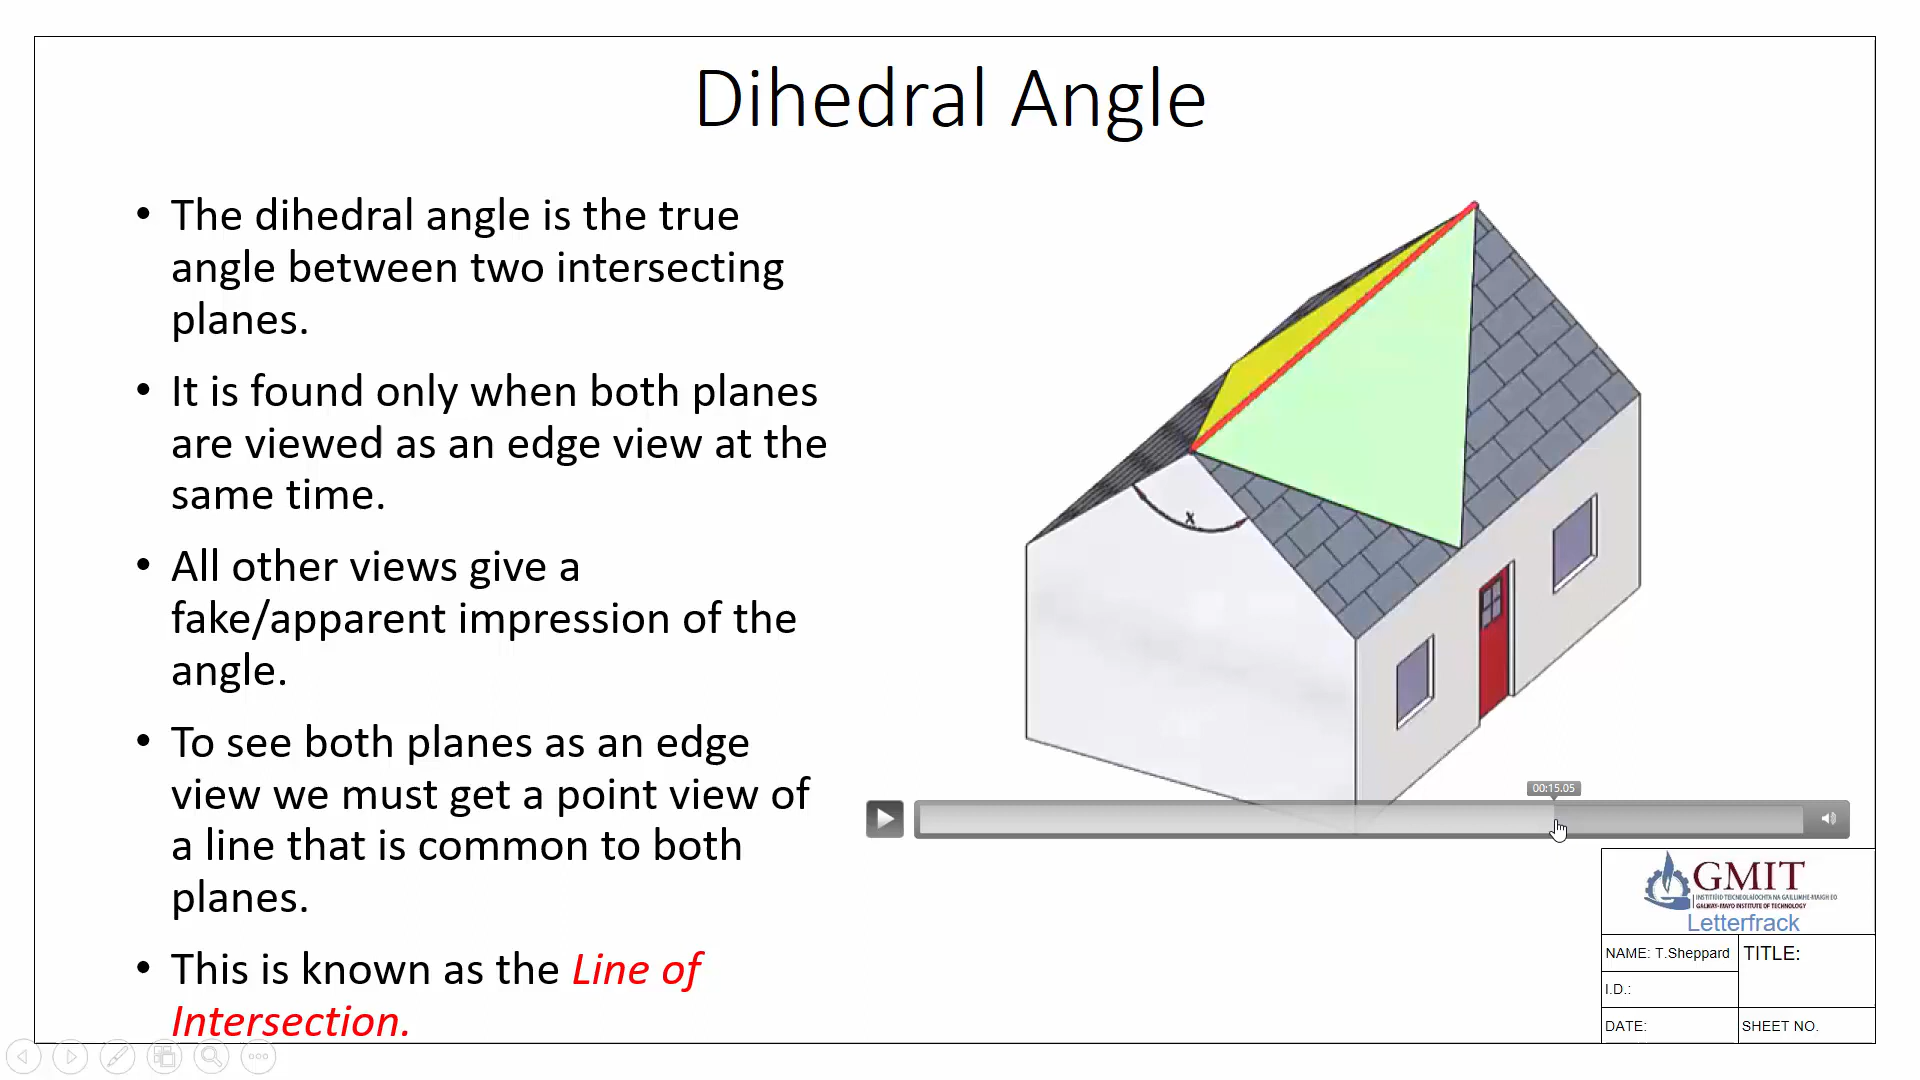 Dihedral Angle
• The dihedral angle is the true
angle between two intersecting
planes.
• It is found only when both planes
are viewed as an edge view at the
same time.
• All other views give a
fake/apparent impression of the
angle.
• To see both planes as an edge
view we must get a point view of
a line that is common to both
planes.
• This is known as the Line of
Intersection.
x
00:15.05
GMIT
INSTITIÚID TEICNEOLAÍOCHTA NA GAILLIMHE-MAIGH EO
GALWAY-MAYO INSTITUTE OF TECHNOLOGY
Letterfrack
NAME: T.Sheppard
TITLE:
I.D.:
DATE:
SHEET NO.